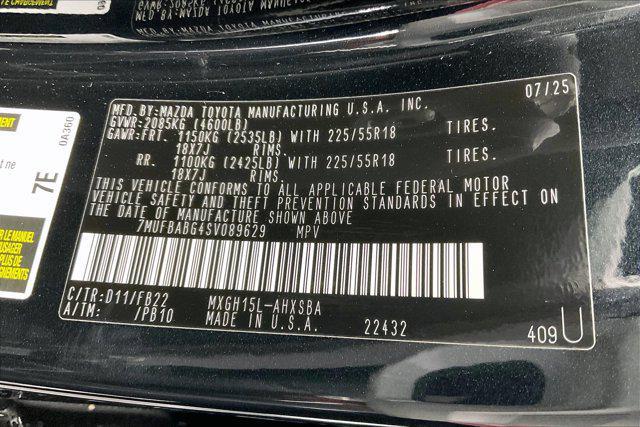 MFD.BY:MAZDA TOYOTA MANUFACTURING U.S.A. INC. 07/25
GVWR:2085KG (4600LB)
GAWR:FRT. 1150KG (2535LB) WITH 225/55R18 TIRES.
18X7J RIMS.
RR. 1100KG (2425LB) WITH 225/55R18 TIRES.
18X7J RIMS.
THIS VEHICLE CONFORMS TO ALL APPLICABLE FEDERAL MOTOR
VEHICLE SAFETY AND THEFT PREVENTION STANDARDS IN EFFECT ON
THE DATE OF MANUFACTURE SHOWN ABOVE
7MUFBABG4SV089629 MPV
C/TR:D11/FB22 MXGH15L-AHXSBA
A/TM: /PB10 MADE IN U.S.A. 22432
409U
0A360
7E